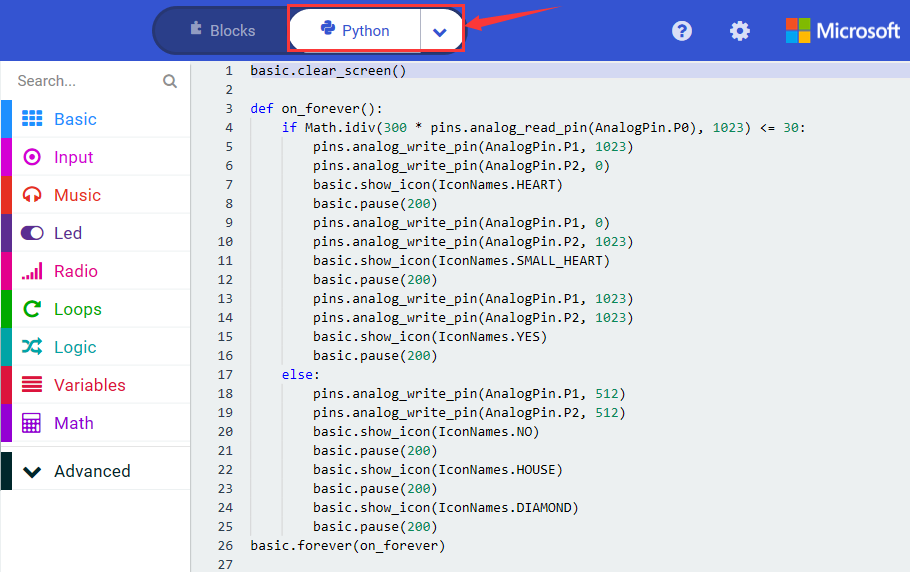 Blocks
Python
?
Microsoft
Search...
Basic
Input
Music
Led
Radio
Loops
Logic
Variables
Math
Advanced
1 basic.clear_screen()
2
3 def on_forever():
4     if Math.idiv(300 * pins.analog_read_pin(AnalogPin.P0), 1023) <= 30:
5         pins.analog_write_pin(AnalogPin.P1, 1023)
6         pins.analog_write_pin(AnalogPin.P2, 0)
7         basic.show_icon(IconNames.HEART)
8         basic.pause(200)
9         pins.analog_write_pin(AnalogPin.P1, 0)
10         pins.analog_write_pin(AnalogPin.P2, 1023)
11         basic.show_icon(IconNames.SMALL_HEART)
12         basic.pause(200)
13         pins.analog_write_pin(AnalogPin.P1, 1023)
14         pins.analog_write_pin(AnalogPin.P2, 1023)
15         basic.show_icon(IconNames.YES)
16         basic.pause(200)
17     else:
18         pins.analog_write_pin(AnalogPin.P1, 512)
19         pins.analog_write_pin(AnalogPin.P2, 512)
20         basic.show_icon(IconNames.NO)
21         basic.pause(200)
22         basic.show_icon(IconNames.HOUSE)
23         basic.pause(200)
24         basic.show_icon(IconNames.DIAMOND)
25         basic.pause(200)
26 basic.forever(on_forever)
27